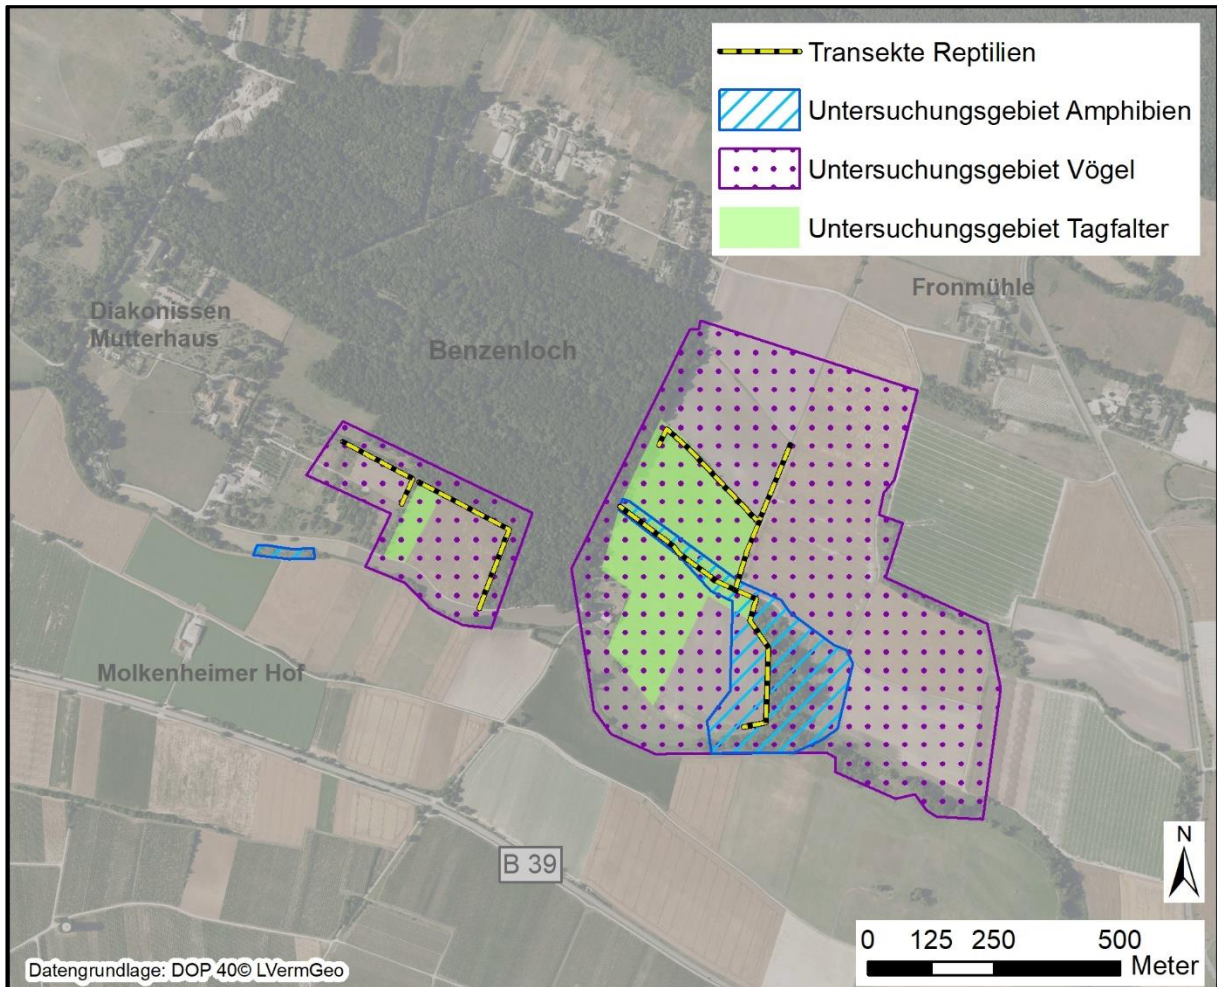 Transekte Reptilien
Untersuchungsgebiet Amphibien
Untersuchungsgebiet Vögel
Untersuchungsgebiet Tagfalter
Fronmühle
Diakonissen
Mutterhaus
Benzenloch
Molkenheimer Hof
B 39
N
0 125 250 500
Meter
Datengrundlage: DOP 40© LVermGeo